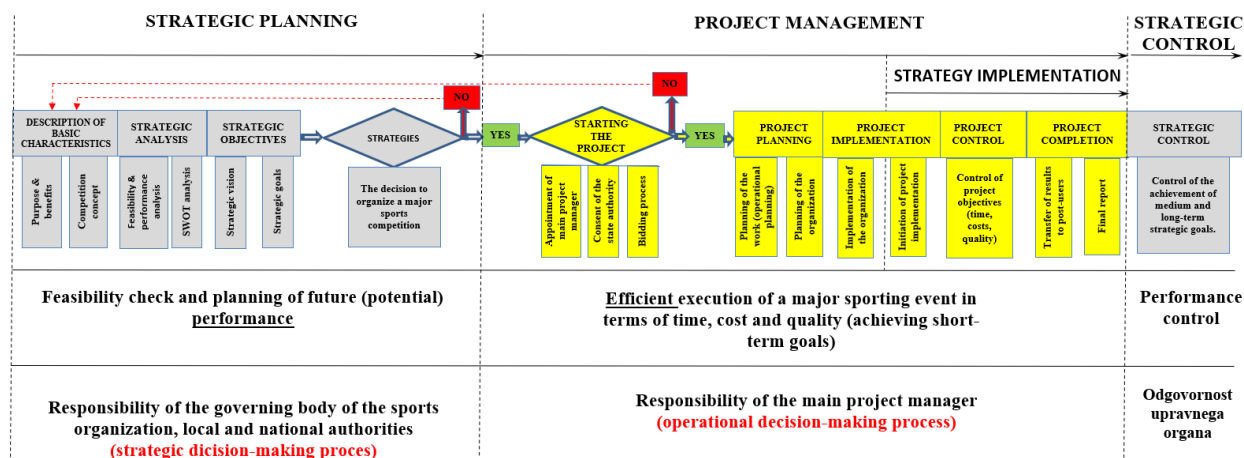 STRATEGIC PLANNING
PROJECT MANAGEMENT
STRATEGIC
CONTROL
STRATEGY IMPLEMENTATION
NO
NO
DESCRIPTION OF
BASIC
CHARACTERISTICS
STRATEGIC
ANALYSIS
STRATEGIC
OBJECTIVES
STRATEGIES
YES
STARTING
THE
PROJECT
YES
PROJECT
PLANNING
PROJECT
IMPLEMENTATION
PROJECT
CONTROL
PROJECT
COMPLETION
STRATEGIC
CONTROL
Purpose &
benefits
Competition
concept
Feasibility &
performance
analysis
SWOT analysis
Strategic vision
Strategic goals
The decision to
organize a major
sports
competition
Appointment of
main project
manager
Consent of the
state authority
Bidding process
Planning of the
work (operational
planning)
Planning of the
organization
Implementation of
the organization
Initiation of project
implementation
Control of
project
objectives
(time,
costs,
quality)
Transfer of results
to post-users
Final report
Control of the
achievement of
medium and
long-term
strategic goals.
Feasibility check and planning of future (potential)
performance
Efficient execution of a major sporting event in
terms of time, cost and quality (achieving short-
term goals)
Performance
control
Responsibility of the governing body of the sports
organization, local and national authorities
(strategic dicision-making proces)
Responsibility of the main project manager
(operational decision-making process)
Odgovornost
upravnega
organa